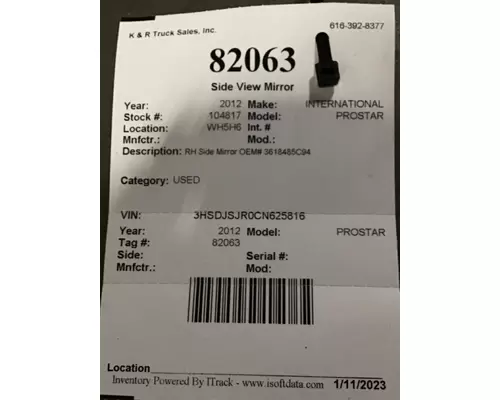 K & R Truck Sales, Inc. 616-392-8377
82063
Side View Mirror
Year: 2012 Make: INTERNATIONAL
Stock #: 104817 Model: PROSTAR
Location: WH5H6 Int. #
Mnfctr.: Mod.:
Description: RH Side Mirror OEM# 3618485C94
Category: USED
VIN: 3HSDJSJR0CN625816
Year: 2012 Model: PROSTAR
Tag #: 82063
Side: Serial #:
Mnfctr.: Mod:
Location
Inventory Powered By ITrack - www.isoftdata.com 1/11/2023